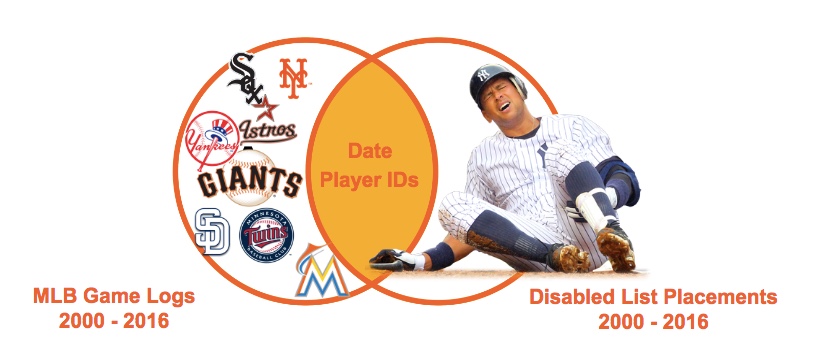 Sox
NY
Astros
Yankees
GIANTS
SD
MINNESOTA
Twins
BASEBALL CLUB
M
Date
Player IDs
NY
MLB Game Logs
2000 - 2016
Disabled List Placements
2000 - 2016